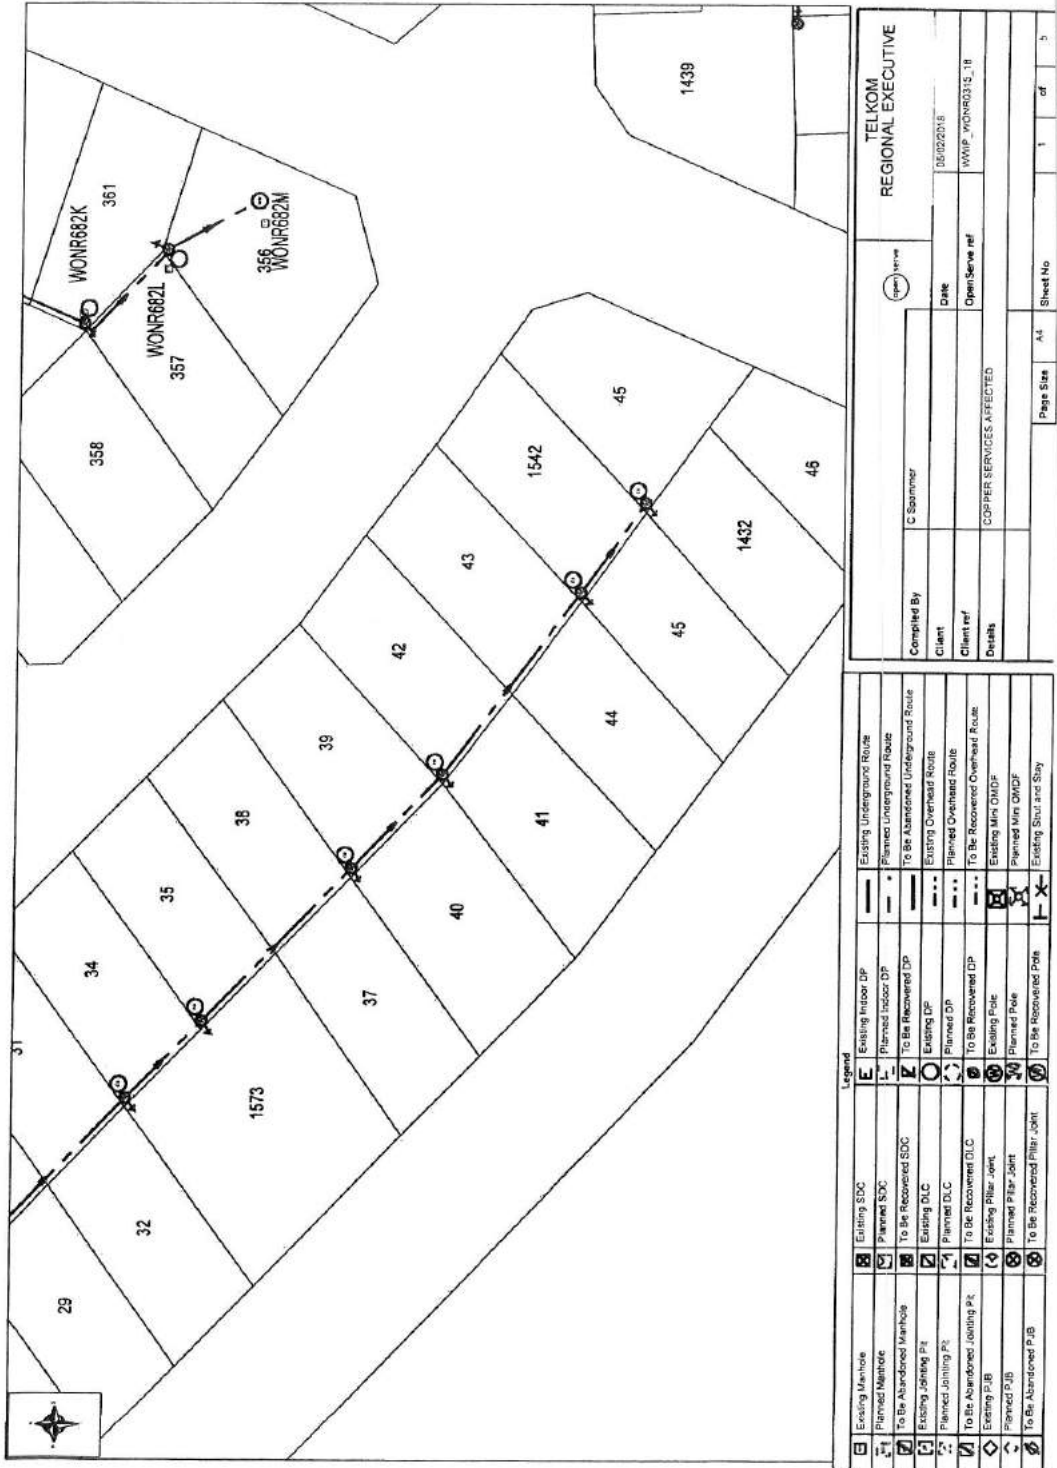 1439
361
WONR682K
356
WONR682M
WONR682L
357
358
45
1542
46
43
1432
42
45
39
44
38
41
35
40
34
37
31
1573
32
29
TELKOM
REGIONAL EXECUTIVE
openserve
Compiled By
Client
Date
05/02/2018
Client ref
OpenServe ref
Details
COPPER SERVICES AFFECTED
Page Size
A4
Sheet No
1
of
5
Legend
Existing Manhole
Planned Manhole
To Be Abandoned Manhole
Existing Jointing Pit
Planned Jointing Pit
To Be Abandoned Jointing Pit
Existing PJB
Planned PJB
To Be Abandoned PJB
Existing SDC
Planned SDC
To Be Recovered SDC
Existing DLC
Planned DLC
To Be Recovered DLC
Existing Pillar Joint
Planned Pillar Joint
To Be Recovered Pillar Joint
Existing Indoor DP
Planned Indoor DP
To Be Recovered DP
Existing DP
Planned DP
To Be Recovered DP
Existing Pole
Planned Pole
To Be Recovered Pole
Existing Underground Route
Planned Underground Route
To Be Abandoned Underground Route
Existing Overhead Route
Planned Overhead Route
To Be Recovered Overhead Route
Existing Mini OMDF
Planned Mini OMDF
Existing Strut and Stay